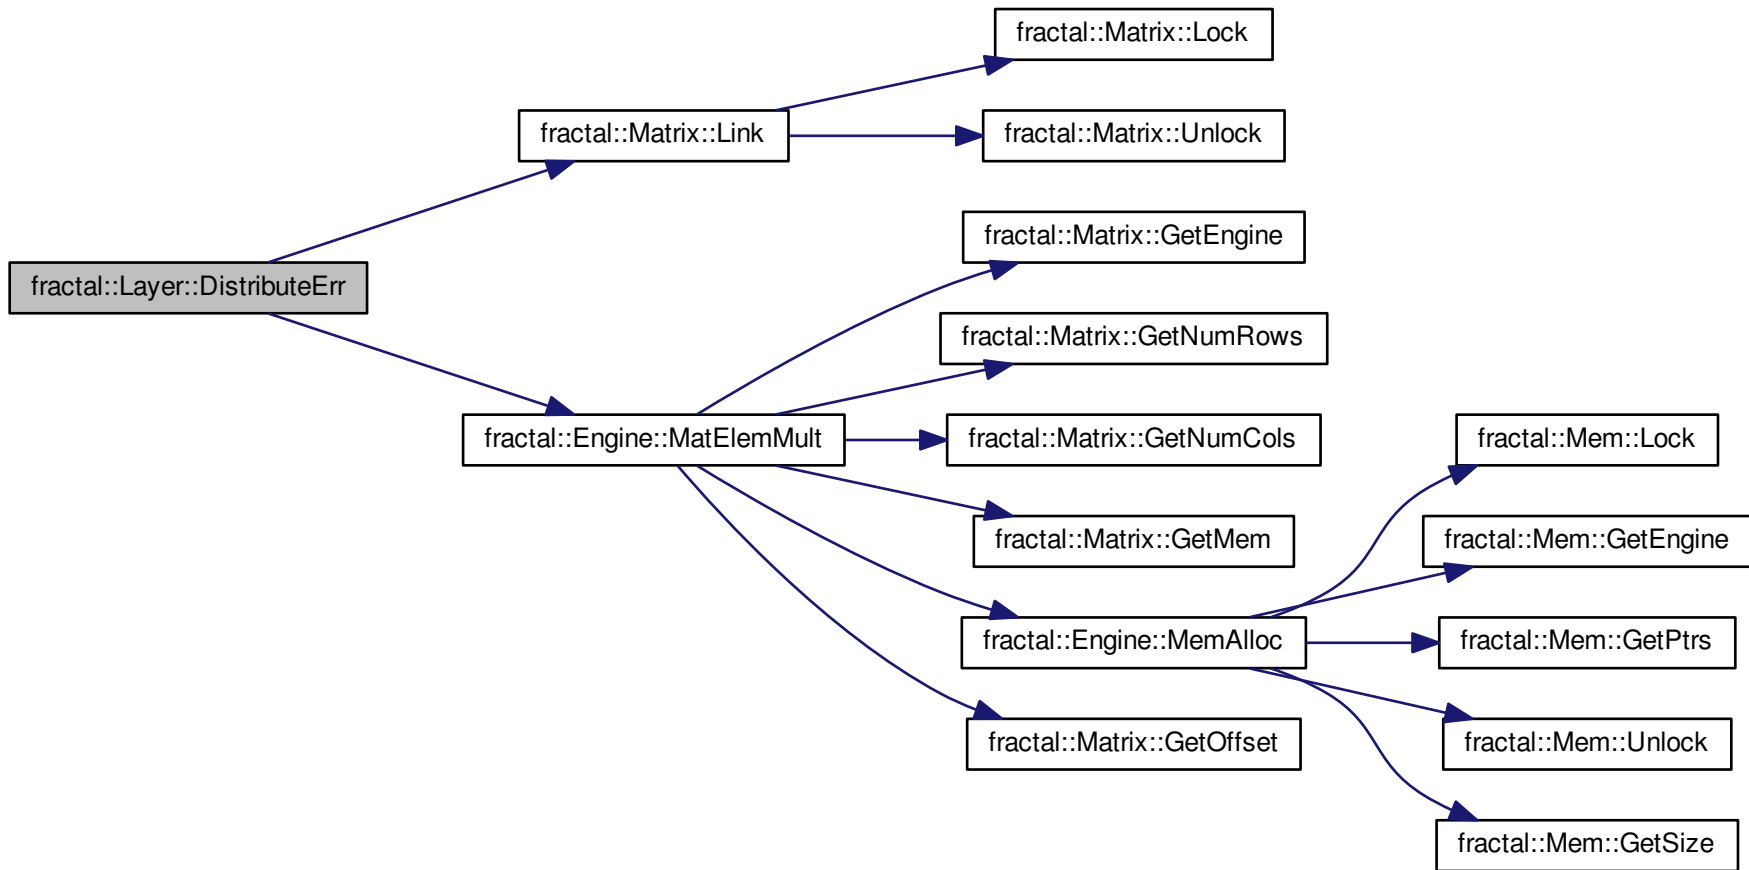 fractal::Matrix::Lock
fractal::Matrix::Link
fractal::Matrix::Unlock
fractal::Matrix::GetEngine
fractal::Layer::DistributeErr
fractal::Matrix::GetNumRows
fractal::Engine::MatElemMult
fractal::Matrix::GetNumCols
fractal::Mem::Lock
fractal::Matrix::GetMem
fractal::Mem::GetEngine
fractal::Engine::MemAlloc
fractal::Mem::GetPtrs
fractal::Matrix::GetOffset
fractal::Mem::Unlock
fractal::Mem::GetSize